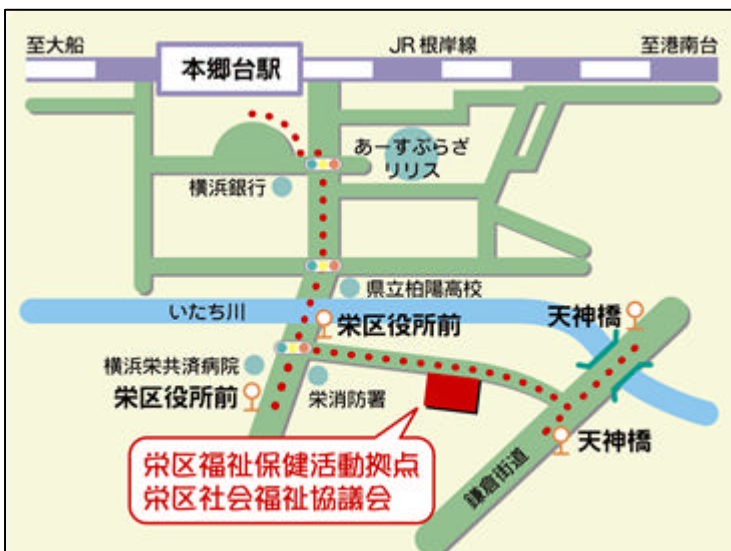 至大船
JR根岸線
至港南台
本郷台駅
あーすぷらざ
リリス
横浜銀行
県立柏陽高校
いたち川
栄区役所前
天神橋
横浜栄共済病院
栄区役所前
栄消防署
天神橋
鎌倉街道
栄区福祉保健活動拠点
栄区社会福祉協議会